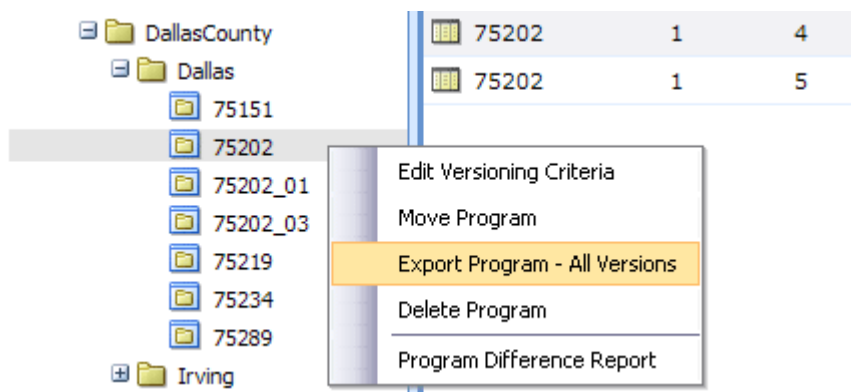 DallasCounty
Dallas
75151
75202
75202_01
75202_03
75219
75234
75289
Irving
75202 1 4
75202 1 5
Edit Versioning Criteria
Move Program
Export Program - All Versions
Delete Program
Program Difference Report